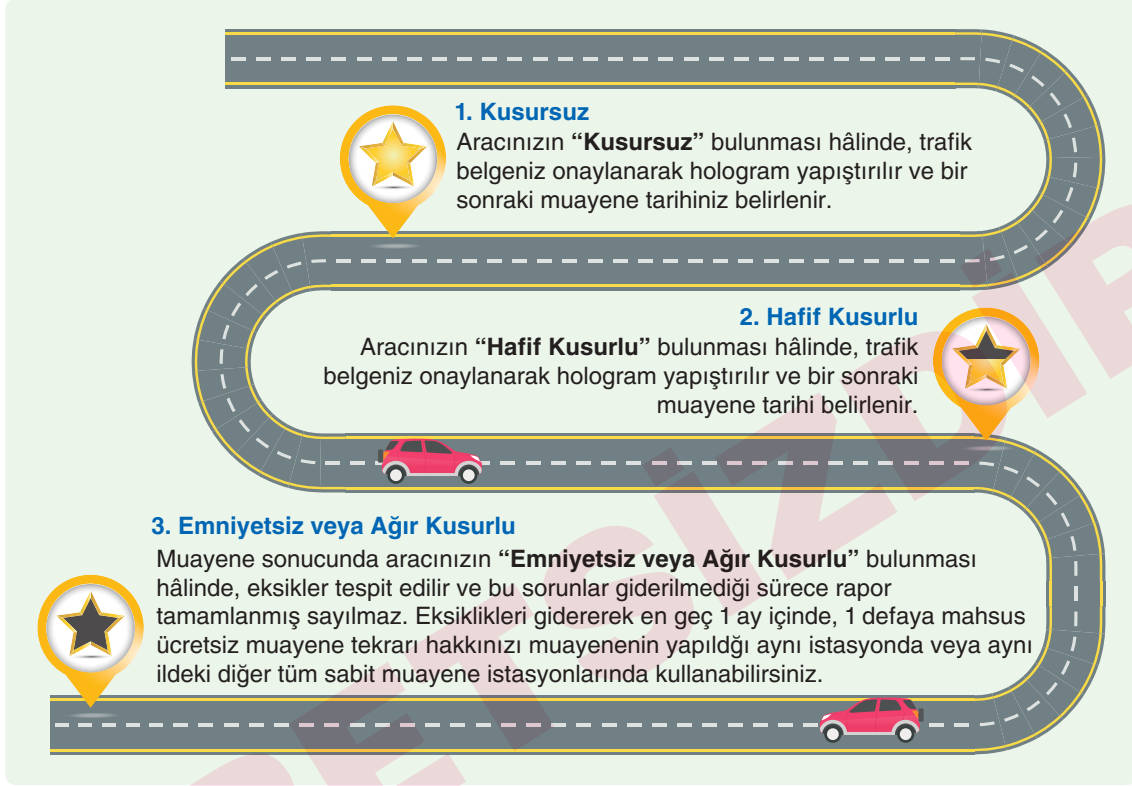 1. Kusursuz
Aracınızın “Kusursuz” bulunması hâlinde, trafik
belgeniz onaylanarak hologram yapıştırılır ve bir
sonraki muayene tarihiniz belirlenir.
2. Hafif Kusurlu
Aracınızın “Hafif Kusurlu” bulunması hâlinde, trafik
belgeniz onaylanarak hologram yapıştırılır ve bir sonraki
muayene tarihi belirlenir.
3. Emniyetsiz veya Ağır Kusurlu
Muayene sonucunda aracınızın “Emniyetsiz veya Ağır Kusurlu” bulunması
hâlinde, eksikler tespit edilir ve bu sorunlar giderilmediği sürece rapor
tamamlanmış sayılmaz. Eksiklikleri gidererek en geç 1 ay içinde, 1 defaya mahsus
ücretsiz muayene tekrarı hakkınızı muayenenin yapıldğı aynı istasyonda veya aynı
ildeki diğer tüm sabit muayene istasyonlarında kullanabilirsiniz.